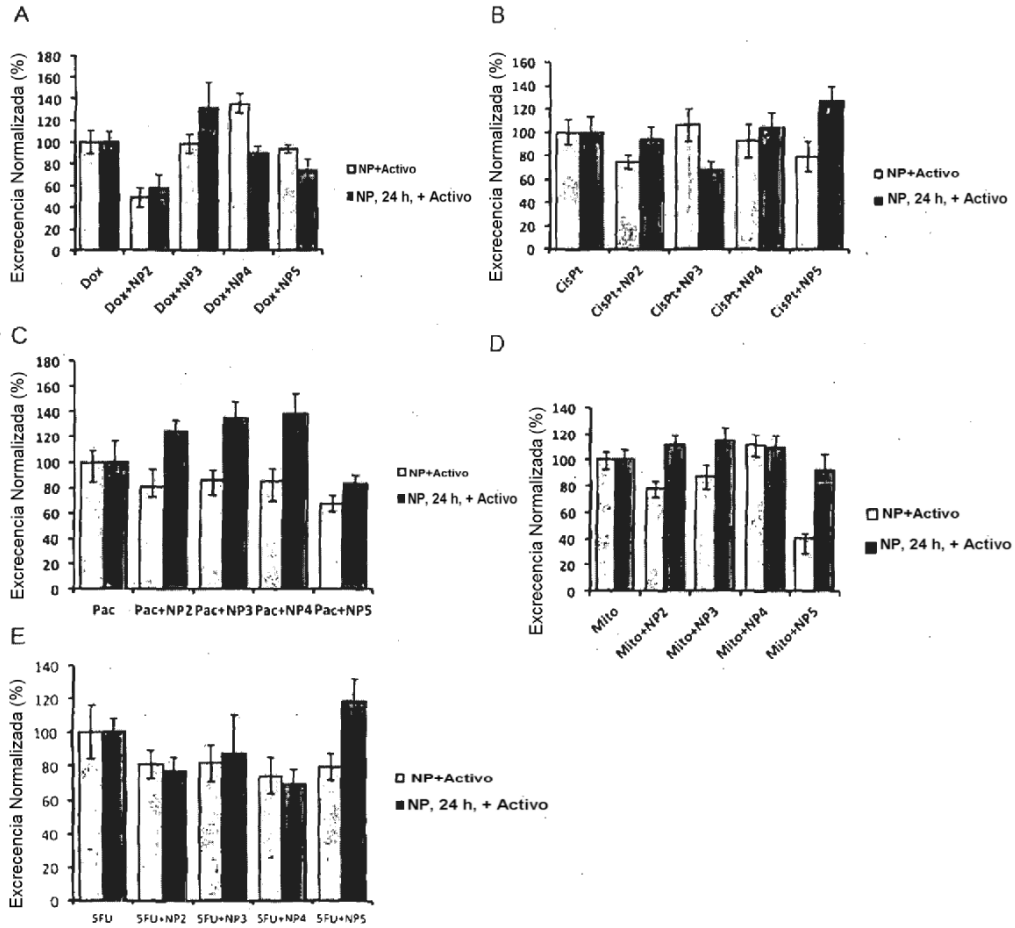 A
Excrecencia Normalizada (%)
180
160
140
120
100
80
60
40
20
0
Dox
Dox+NP2
Dox+NP3
Dox+NP4
Dox+NP5
NP+Activo
NP, 24 h, + Activo
B
Excrecencia Normalizada (%)
160
140
120
100
80
60
40
20
0
CisPt
CisPt+NP2
CisPt+NP3
CisPt+NP4
CisPt+NP5
NP+Activo
NP, 24 h, + Activo
C
Excrecencia Normalizada (%)
180
160
140
120
100
80
60
40
20
0
Pac
Pac+NP2
Pac+NP3
Pac+NP4
Pac+NP5
NP+Activo
NP, 24 h, + Activo
D
Excrecencia Normalizada (%)
140
120
100
80
60
40
20
0
Mito
Mito+NP2
Mito+NP3
Mito+NP4
Mito+NP5
NP+Activo
NP, 24 h, + Activo
E
Excrecencia Normalizada (%)
140
120
100
80
60
40
20
0
5FU
5FU+NP2
5FU+NP3
5FU+NP4
5FU+NP5
NP+Activo
NP, 24 h, + Activo